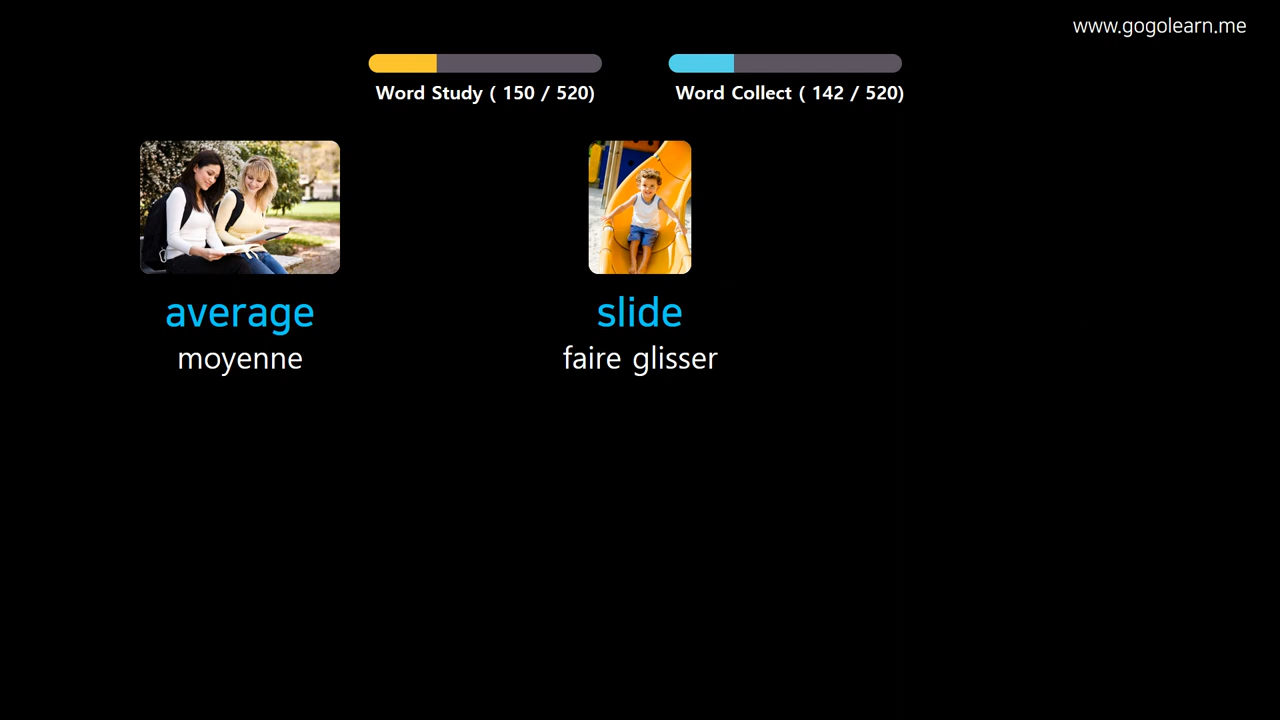 www.gogolearn.me
Word Study ( 150 / 520)
Word Collect ( 142 / 520)
average
moyenne
slide
faire glisser